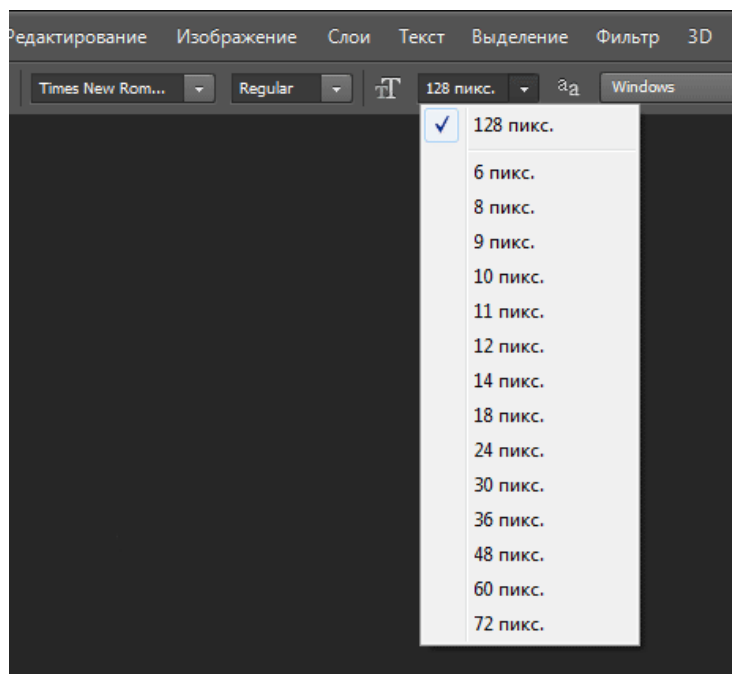 Редактирование Изображение Слои Текст Выделение Фильтр 3D
Times New Rom... Regular TT 128 пикс. aa Windows
128 пикс.
6 пикс.
8 пикс.
9 пикс.
10 пикс.
11 пикс.
12 пикс.
14 пикс.
18 пикс.
24 пикс.
30 пикс.
36 пикс.
48 пикс.
60 пикс.
72 пикс.